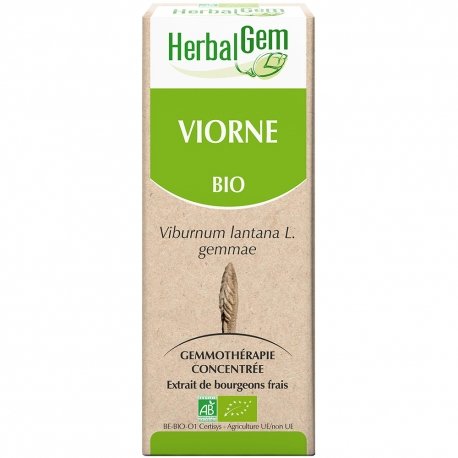 HerbalGem
VIORNE
BIO
Viburnum lantana L.
gemmae
GEMMOTHÉRAPIE
CONCENTRÉE
Extrait de bourgeons frais
AB
BE-BIO-01 Certisys - Agriculture UE/non UE